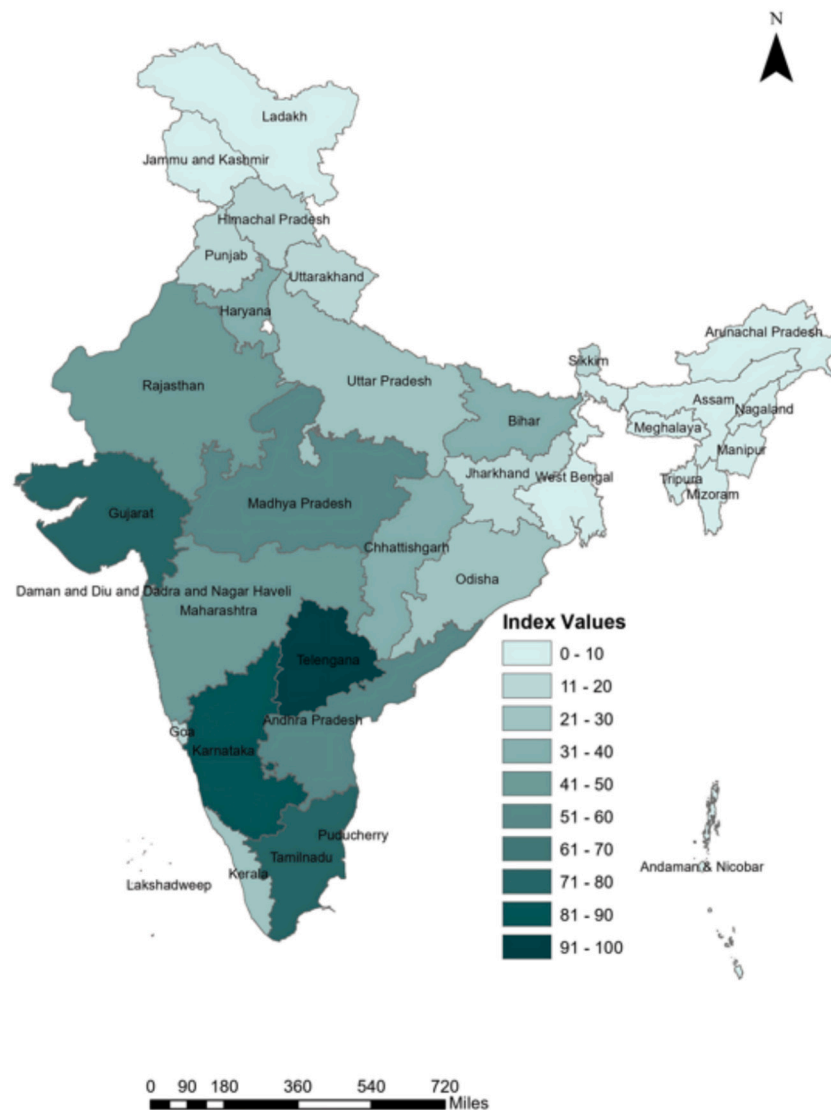 N
Ladakh
Jammu and Kashmir
Himachal Pradesh
Punjab
Uttarakhand
Haryana
Arunachal Pradesh
Sikkim
Rajasthan
Uttar Pradesh
Assam
Nagaland
Bihar
Meghalaya
Manipur
Jharkhand
West Bengal
Tripura
Mizoram
Gujarat
Madhya Pradesh
Chhattishgarh
Odisha
Daman and Diu and Dadra and Nagar Haveli
Maharashtra
Index Values
0 - 10
11 - 20
21 - 30
31 - 40
41 - 50
51 - 60
61 - 70
71 - 80
81 - 90
91 - 100
Telengana
Andhra Pradesh
Goa
Karnataka
Puducherry
Tamilnadu
Kerala
Lakshadweep
Andaman & Nicobar
0 90 180 360 540 720
Miles